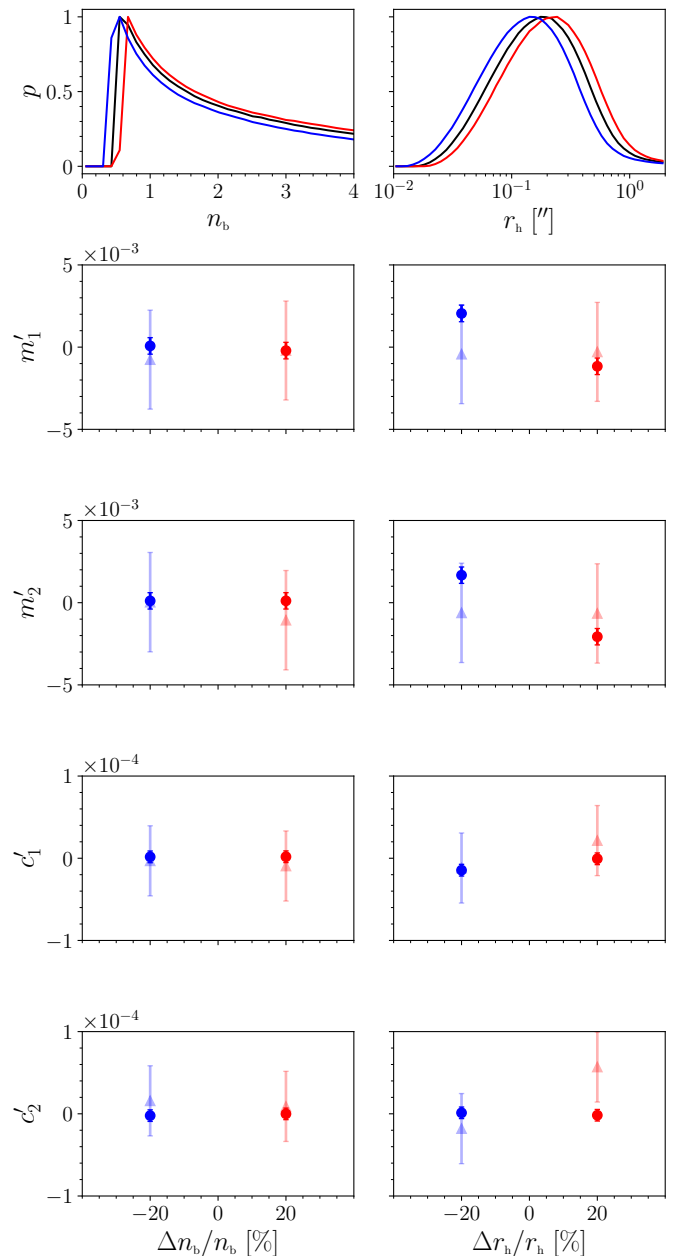 1
0.5
0
p
0 1 2 3 4
n_b
10^{-2} 10^{-1} 10^0
r_h ['']
×10^{-3}
5
0
−5
m′_1
×10^{-3}
5
0
−5
m′_2
×10^{-4}
1
0
−1
c′_1
×10^{-4}
1
0
−1
c′_2
−20 0 20
Δn_b/n_b [%]
−20 0 20
Δr_h/r_h [%]